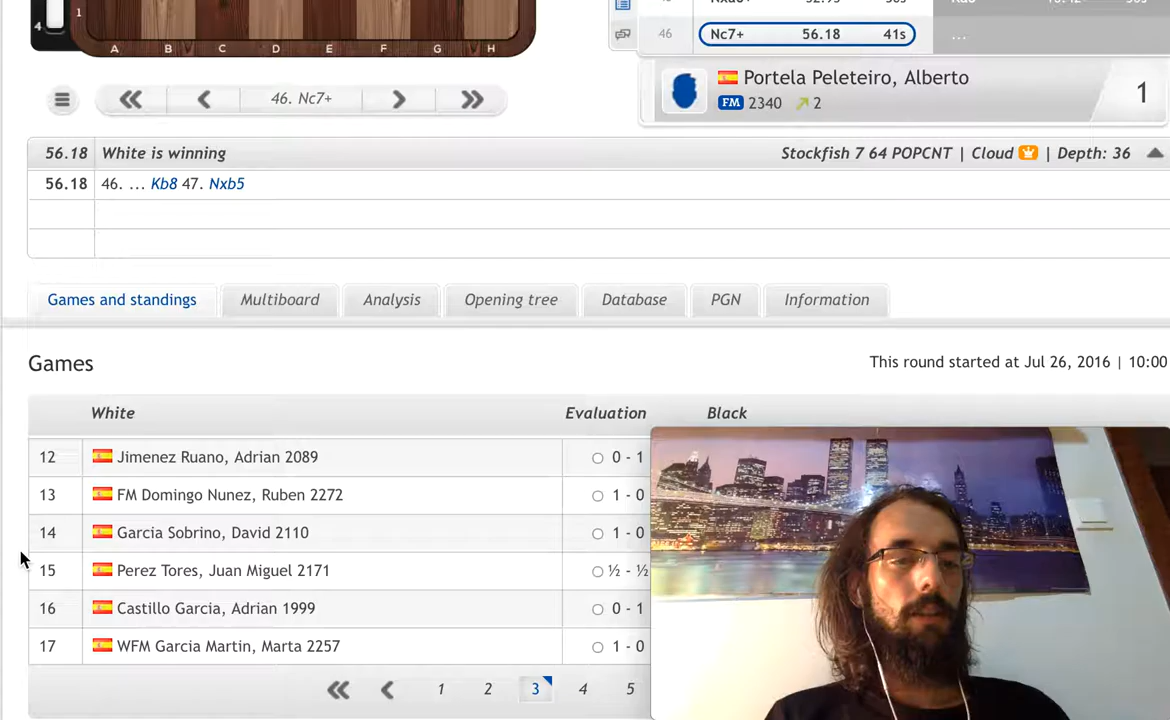 4
1
A B C D E F G H
46 Nc7+ 56.18 41s ...
Portela Peleteiro, Alberto
FM 2340 2
1
46. Nc7+
56.18 White is winning Stockfish 7 64 POPCNT | Cloud | Depth: 36
56.18 46. ... Kb8 47. Nxb5
Games and standings Multiboard Analysis Opening tree Database PGN Information
Games This round started at Jul 26, 2016 | 10:00
White Evaluation Black
12 Jimenez Ruano, Adrian 2089 0 - 1
13 FM Domingo Nunez, Ruben 2272 1 - 0
14 Garcia Sobrino, David 2110 1 - 0
15 Perez Tores, Juan Miguel 2171 ½ - ½
16 Castillo Garcia, Adrian 1999 0 - 1
17 WFM Garcia Martin, Marta 2257 1 - 0
1 2 3 4 5